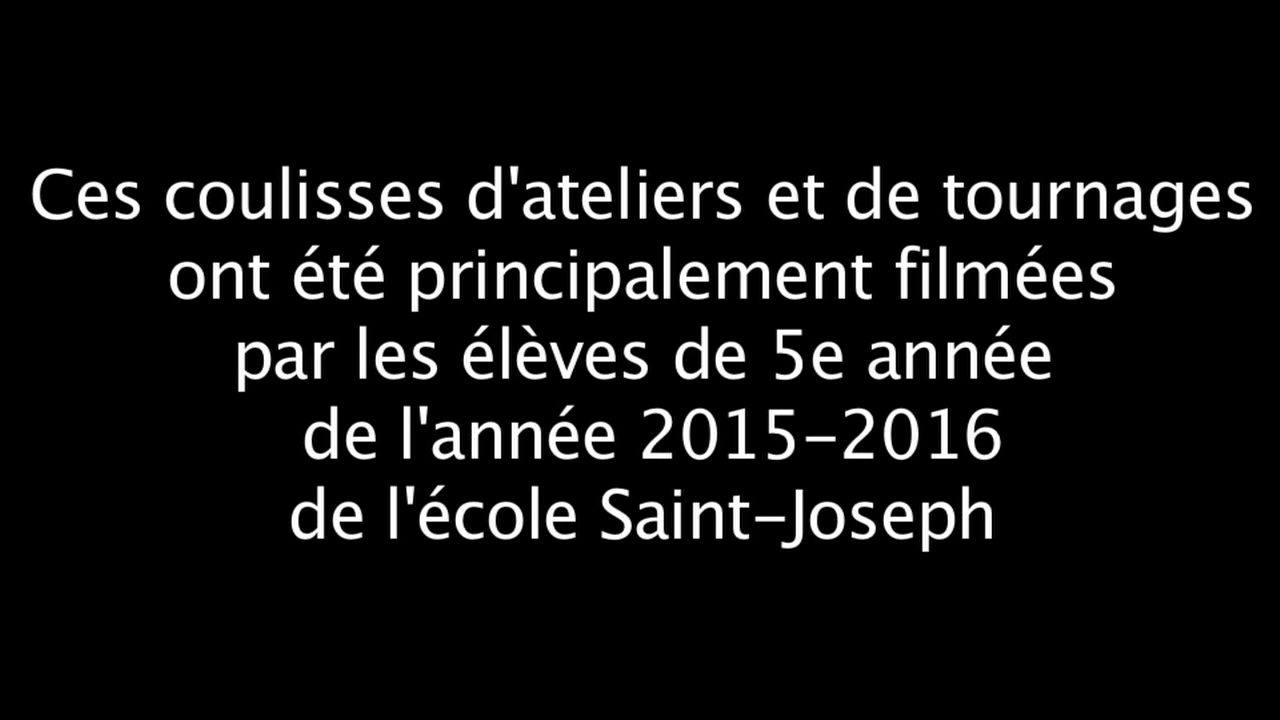 Ces coulisses d'ateliers et de tournages
ont été principalement filmées
par les élèves de 5e année
de l'année 2015-2016
de l'école Saint-Joseph